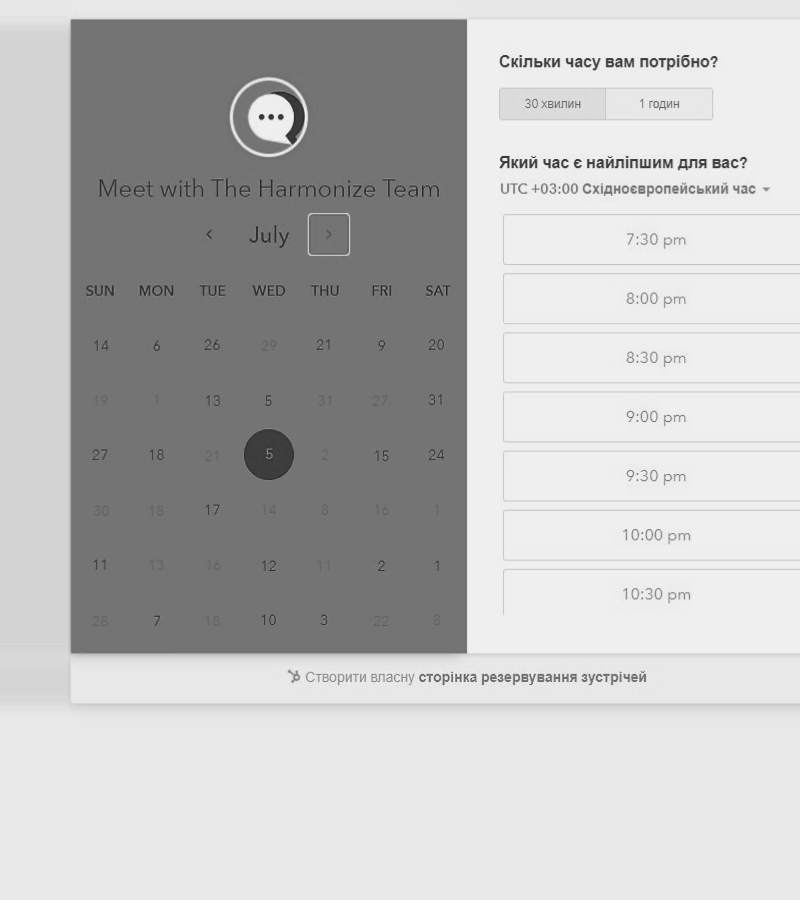 Meet with The Harmonize Team
July
SUN MON TUE WED THU FRI SAT
14 6 26 29 21 9 20
19 1 13 5 31 27 31
27 18 21 5 2 15 24
30 18 17 14 8 16 1
11 13 16 12 11 2 1
28 7 18 10 3 22 8
Скільки часу вам потрібно?
30 хвилин 1 годин
Який час є найліпшим для вас?
UTC +03:00 Східноєвропейський час
7:30 pm
8:00 pm
8:30 pm
9:00 pm
9:30 pm
10:00 pm
10:30 pm
Створити власну сторінка резервування зустрічей